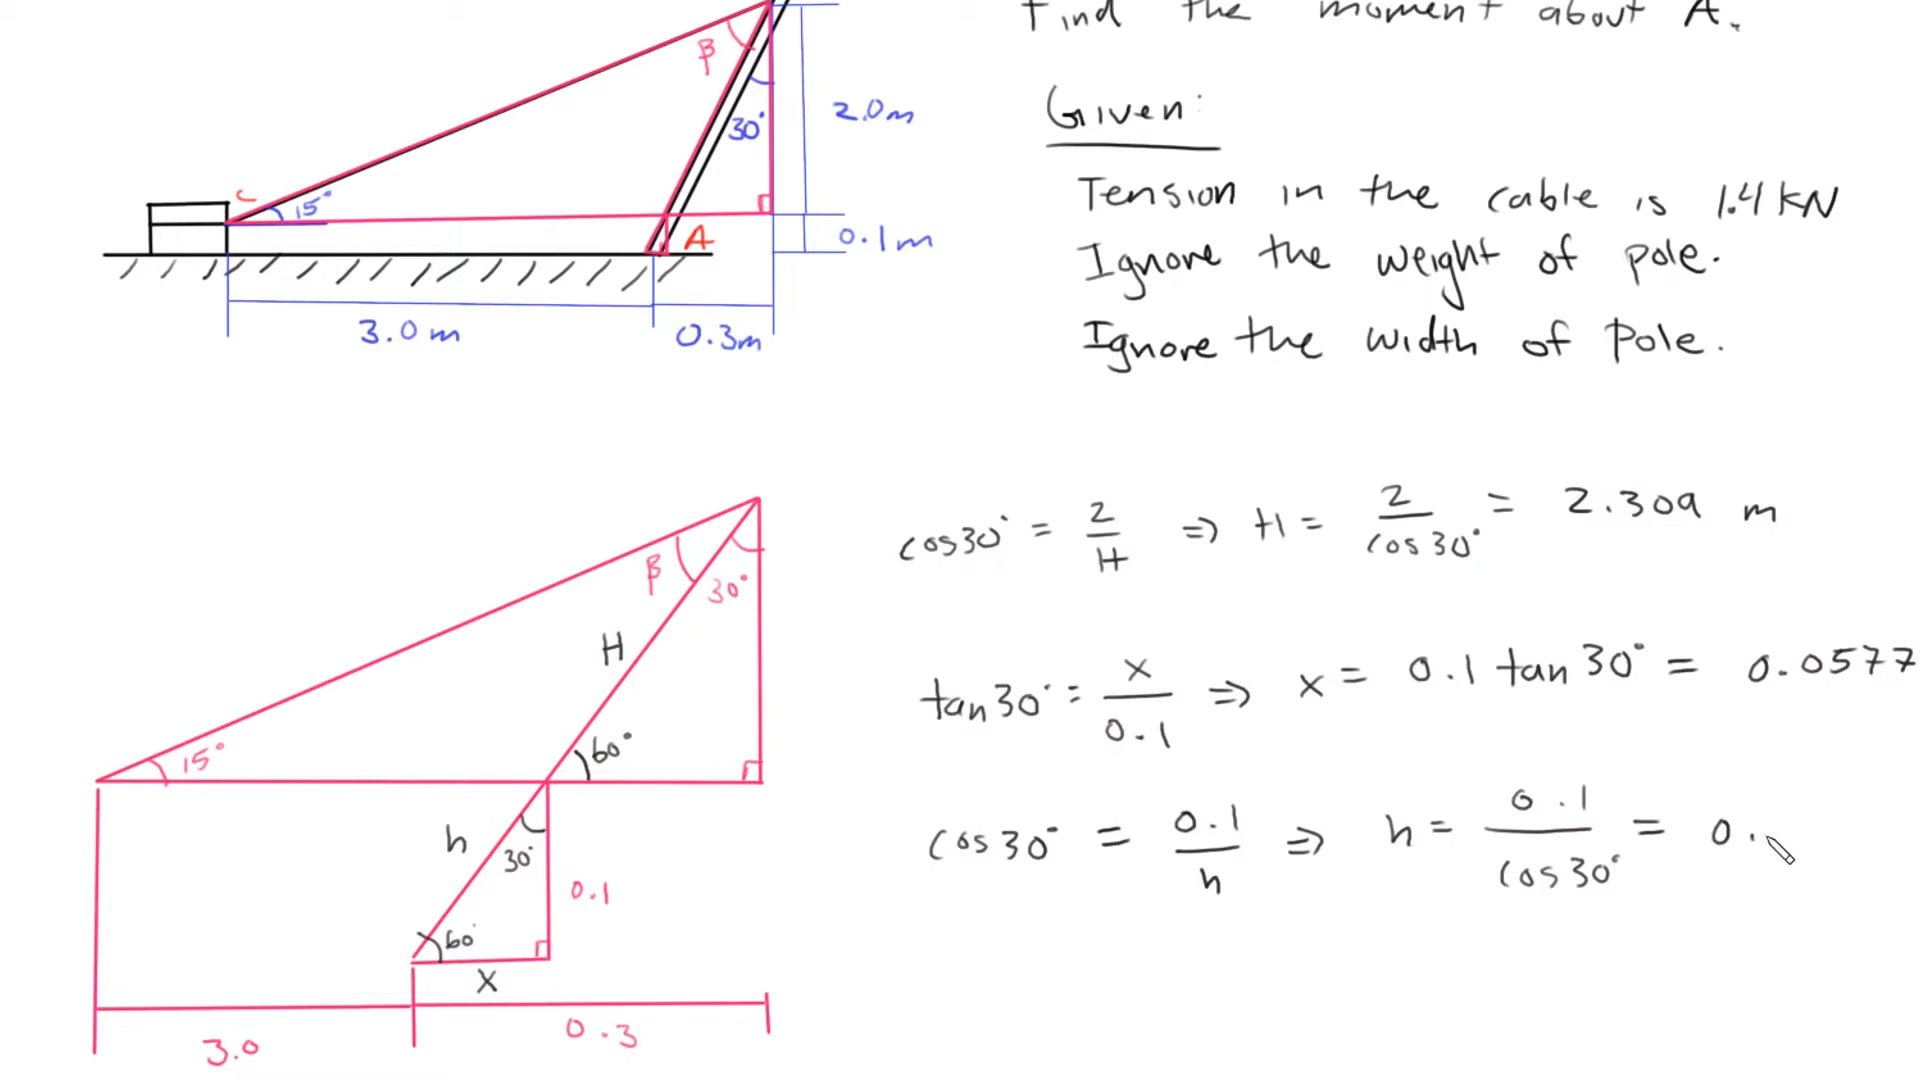 Find the moment about A.
Given:
Tension in the cable is 1.4 kN
Ignore the weight of pole.
Ignore the width of Pole.
β
30°
2.0m
C
15°
A
0.1m
3.0m
0.3m
cos30° = 2/H => H = 2/cos30° = 2.309 m
β
30°
H
tan30° = x/0.1 => x = 0.1 tan30° = 0.0577
15°
60°
cos30° = 0.1/h => h = 0.1/cos30° = 0.
h
30°
0.1
60°
x
3.0
0.3